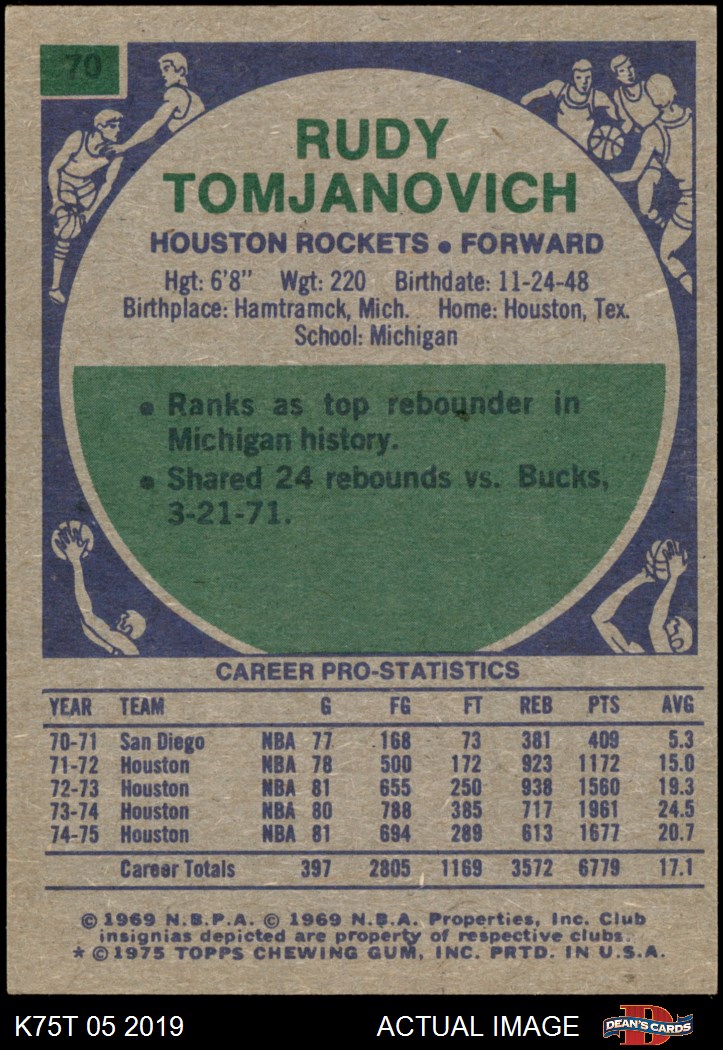 70
RUDY
TOMJANOVICH
HOUSTON ROCKETS • FORWARD
Hgt: 6'8" Wgt: 220 Birthdate: 11-24-48
Birthplace: Hamtramck, Mich. Home: Houston, Tex.
School: Michigan
• Ranks as top rebounder in
Michigan history.
• Shared 24 rebounds vs. Bucks,
3-21-71.
CAREER PRO-STATISTICS
YEAR TEAM G FG FT REB PTS AVG
70-71 San Diego NBA 77 168 73 381 409 5.3
71-72 Houston NBA 78 500 172 923 1172 15.0
72-73 Houston NBA 81 655 250 938 1560 19.3
73-74 Houston NBA 80 788 385 717 1961 24.5
74-75 Houston NBA 81 694 289 613 1677 20.7
Career Totals 397 2805 1169 3572 6779 17.1
© 1969 N.B.P.A. © 1969 N.B.A. Properties, Inc. Club
insignias depicted are property of respective clubs.
* © 1975 TOPPS CHEWING GUM, INC. PRTD. IN U.S.A.
K75T 05 2019 ACTUAL IMAGE D DEAN'S CARDS